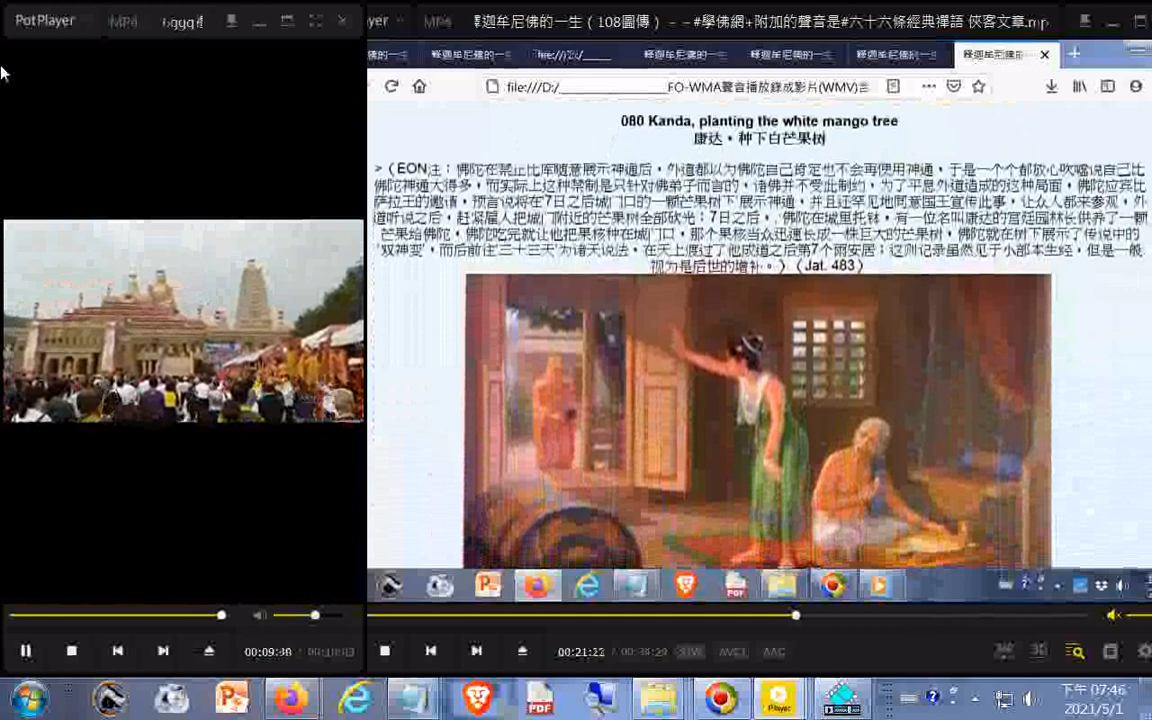 PotPlayer
MP4
yer
MP4
釋迦牟尼佛的一生（108圖傳）－－#學佛網+附加的聲音是#六十六條經典禪語 俠客文章.mp
file:///D:/
FO-WMA聲音播放錄成影片(WMV)
080 Kanda, planting the white mango tree
康达・种下白芒果树
>（EON注：佛陀在禁止比库随意展示神通后，外道都以为佛陀自己肯定也不会再使用神通，于是一个个都放心吹嘘说自己比
佛陀神通大得多，而实际上这种禁制是只针对佛弟子而言的，诸佛并不受此制约，为了平息外道造成的这种局面，佛陀应宾比
萨拉王的邀请，预言说将在7日之后城门口的一颗芒果树下展示神通，并且还罕见地同意国王宣传此事，让众人都来参观，外
道听说之后，赶紧雇人把城门附近的芒果树全部砍光；7日之后，佛陀在城里托钵，有一位名叫康达的宫廷园林长供养了一颗
芒果给佛陀，佛陀吃完就让他把果核种在城门口，那个果核当众迅速长成一株巨大的芒果树，佛陀就在树下展示了传说中的
‘双神变’，而后前往三十三天为诸天说法，在天上度过了他成道之后第7个雨安居；这则记录虽然见于小部本生经，但是一般
视为是后世的增补。）（Jat. 483）
00:21:22
AAC
下午 07:46
2021/5/1